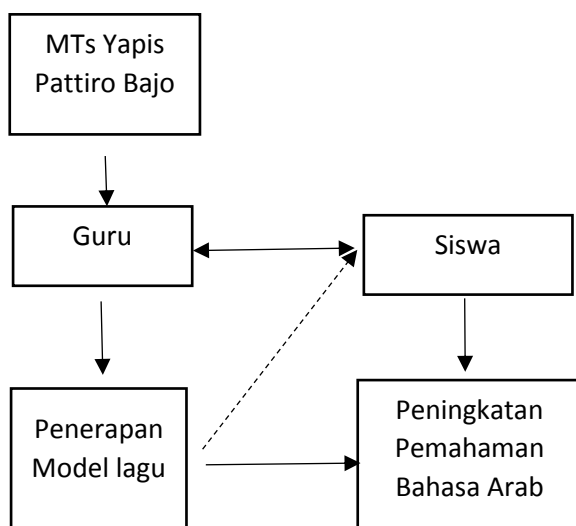 MTs Yapis
Pattiro Bajo
Guru
Siswa
Penerapan
Model lagu
Peningkatan
Pemahaman
Bahasa Arab